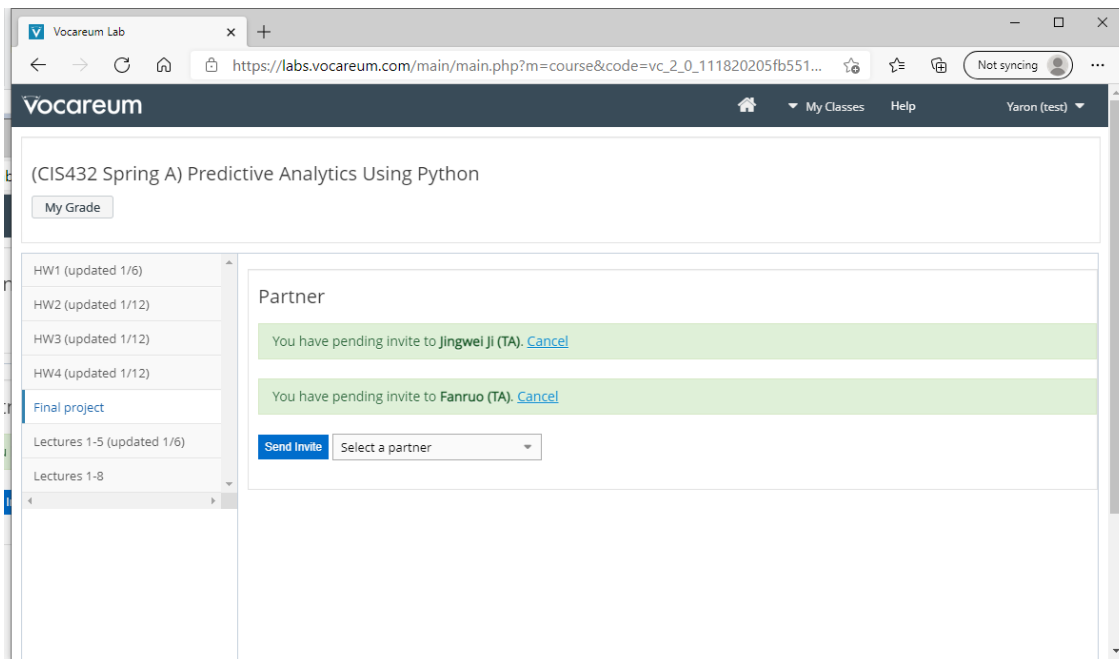 Vocareum Lab
https://labs.vocareum.com/main/main.php?m=course&code=vc_2_0_111820205fb551...
Not syncing
vocareum
My Classes
Help
Yaron (test)
(CIS432 Spring A) Predictive Analytics Using Python
My Grade
HW1 (updated 1/6)
HW2 (updated 1/12)
HW3 (updated 1/12)
HW4 (updated 1/12)
Final project
Lectures 1-5 (updated 1/6)
Lectures 1-8
Partner
You have pending invite to Jingwei Ji (TA). Cancel
You have pending invite to Fanruo (TA). Cancel
Send Invite
Select a partner